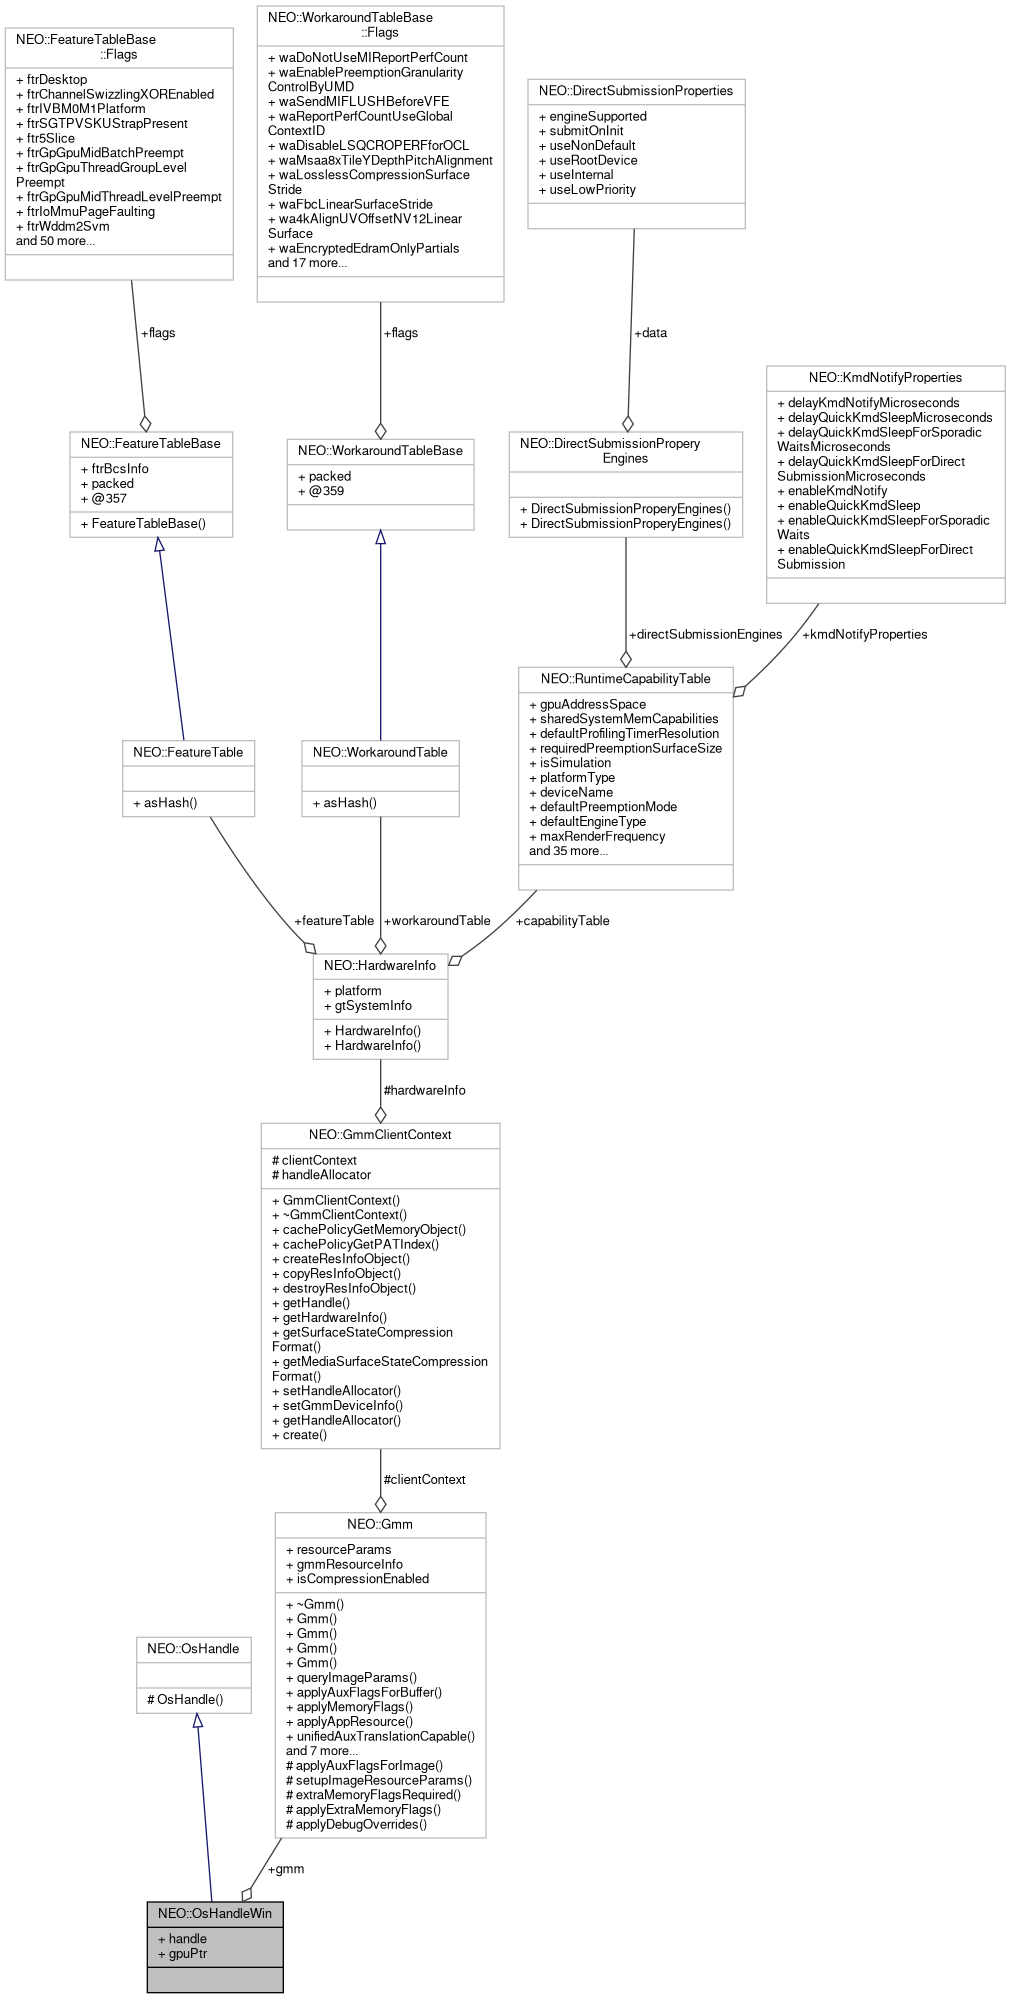 NEO::FeatureTableBase
::Flags
+ ftrDesktop
+ ftrChannelSwizzlingXOREnabled
+ ftrIVBM0M1Platform
+ ftrSGTPVSKUStrapPresent
+ ftr5Slice
+ ftrGpGpuMidBatchPreempt
+ ftrGpGpuThreadGroupLevel
Preempt
+ ftrGpGpuMidThreadLevelPreempt
+ ftrIoMmuPageFaulting
+ ftrWddm2Svm
and 50 more...
NEO::WorkaroundTableBase
::Flags
+ waDoNotUseMIReportPerfCount
+ waEnablePreemptionGranularity
ControlByUMD
+ waSendMIFLUSHBeforeVFE
+ waReportPerfCountUseGlobal
ContextID
+ waDisableLSQCROPERFforOCL
+ waMsaa8xTileYDepthPitchAlignment
+ waLosslessCompressionSurface
Stride
+ waFbcLinearSurfaceStride
+ wa4kAlignUVOffsetNV12Linear
Surface
+ waEncryptedEdramOnlyPartials
and 17 more...
NEO::DirectSubmissionProperties
+ engineSupported
+ submitOnInit
+ useNonDefault
+ useRootDevice
+ useInternal
+ useLowPriority
+flags
+flags
+data
NEO::KmdNotifyProperties
+ delayKmdNotifyMicroseconds
+ delayQuickKmdSleepMicroseconds
+ delayQuickKmdSleepForSporadic
WaitsMicroseconds
+ delayQuickKmdSleepForDirect
SubmissionMicroseconds
+ enableKmdNotify
+ enableQuickKmdSleep
+ enableQuickKmdSleepForSporadic
Waits
+ enableQuickKmdSleepForDirect
Submission
NEO::FeatureTableBase
+ ftrBcsInfo
+ packed
+ @357
+ FeatureTableBase()
NEO::WorkaroundTableBase
+ packed
+ @359
NEO::DirectSubmissionPropery
Engines
+ DirectSubmissionProperyEngines()
+ DirectSubmissionProperyEngines()
+directSubmissionEngines
+kmdNotifyProperties
NEO::RuntimeCapabilityTable
+ gpuAddressSpace
+ sharedSystemMemCapabilities
+ defaultProfilingTimerResolution
+ requiredPreemptionSurfaceSize
+ isSimulation
+ platformType
+ deviceName
+ defaultPreemptionMode
+ defaultEngineType
+ maxRenderFrequency
and 35 more...
NEO::FeatureTable
+ asHash()
NEO::WorkaroundTable
+ asHash()
+featureTable
+workaroundTable
+capabilityTable
NEO::HardwareInfo
+ platform
+ gtSystemInfo
+ HardwareInfo()
+ HardwareInfo()
#hardwareInfo
NEO::GmmClientContext
# clientContext
# handleAllocator
+ GmmClientContext()
+ ~GmmClientContext()
+ cachePolicyGetMemoryObject()
+ cachePolicyGetPATIndex()
+ createResInfoObject()
+ copyResInfoObject()
+ destroyResInfoObject()
+ getHandle()
+ getHardwareInfo()
+ getSurfaceStateCompression
Format()
+ getMediaSurfaceStateCompression
Format()
+ setHandleAllocator()
+ setGmmDeviceInfo()
+ getHandleAllocator()
+ create()
#clientContext
NEO::Gmm
+ resourceParams
+ gmmResourceInfo
+ isCompressionEnabled
+ ~Gmm()
+ Gmm()
+ Gmm()
+ Gmm()
+ Gmm()
+ queryImageParams()
+ applyAuxFlagsForBuffer()
+ applyMemoryFlags()
+ applyAppResource()
+ unifiedAuxTranslationCapable()
and 7 more...
# applyAuxFlagsForImage()
# setupImageResourceParams()
# extraMemoryFlagsRequired()
# applyExtraMemoryFlags()
# applyDebugOverrides()
NEO::OsHandle
# OsHandle()
+gmm
NEO::OsHandleWin
+ handle
+ gpuPtr